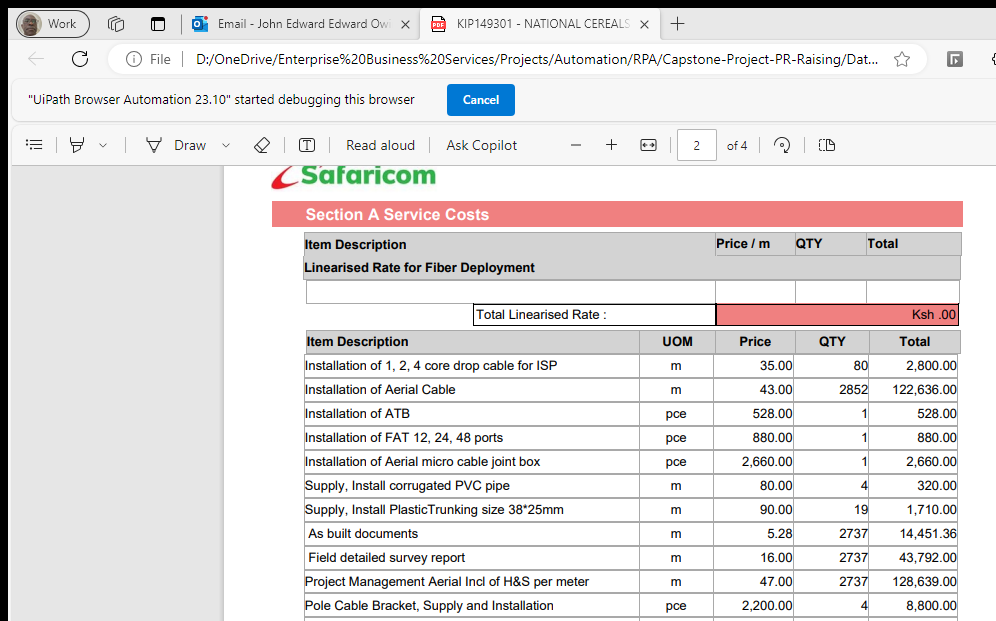 Work
Email - John Edward Edward Ow
KIP149301 - NATIONAL CEREALS
File
D:/OneDrive/Enterprise%20Business%20Services/Projects/Automation/RPA/Capstone-Project-PR-Raising/Dat...
"UiPath Browser Automation 23.10" started debugging this browser
Cancel
Draw
Read aloud
Ask Copilot
2 of 4
Safaricom
Section A Service Costs
Item Description Price / m QTY Total
Linearised Rate for Fiber Deployment
Total Linearised Rate : Ksh .00
Item Description UOM Price QTY Total
Installation of 1, 2, 4 core drop cable for ISP m 35.00 80 2,800.00
Installation of Aerial Cable m 43.00 2852 122,636.00
Installation of ATB pce 528.00 1 528.00
Installation of FAT 12, 24, 48 ports pce 880.00 1 880.00
Installation of Aerial micro cable joint box pce 2,660.00 1 2,660.00
Supply, Install corrugated PVC pipe m 80.00 4 320.00
Supply, Install PlasticTrunking size 38*25mm m 90.00 19 1,710.00
As built documents m 5.28 2737 14,451.36
Field detailed survey report m 16.00 2737 43,792.00
Project Management Aerial Incl of H&S per meter m 47.00 2737 128,639.00
Pole Cable Bracket, Supply and Installation pce 2,200.00 4 8,800.00